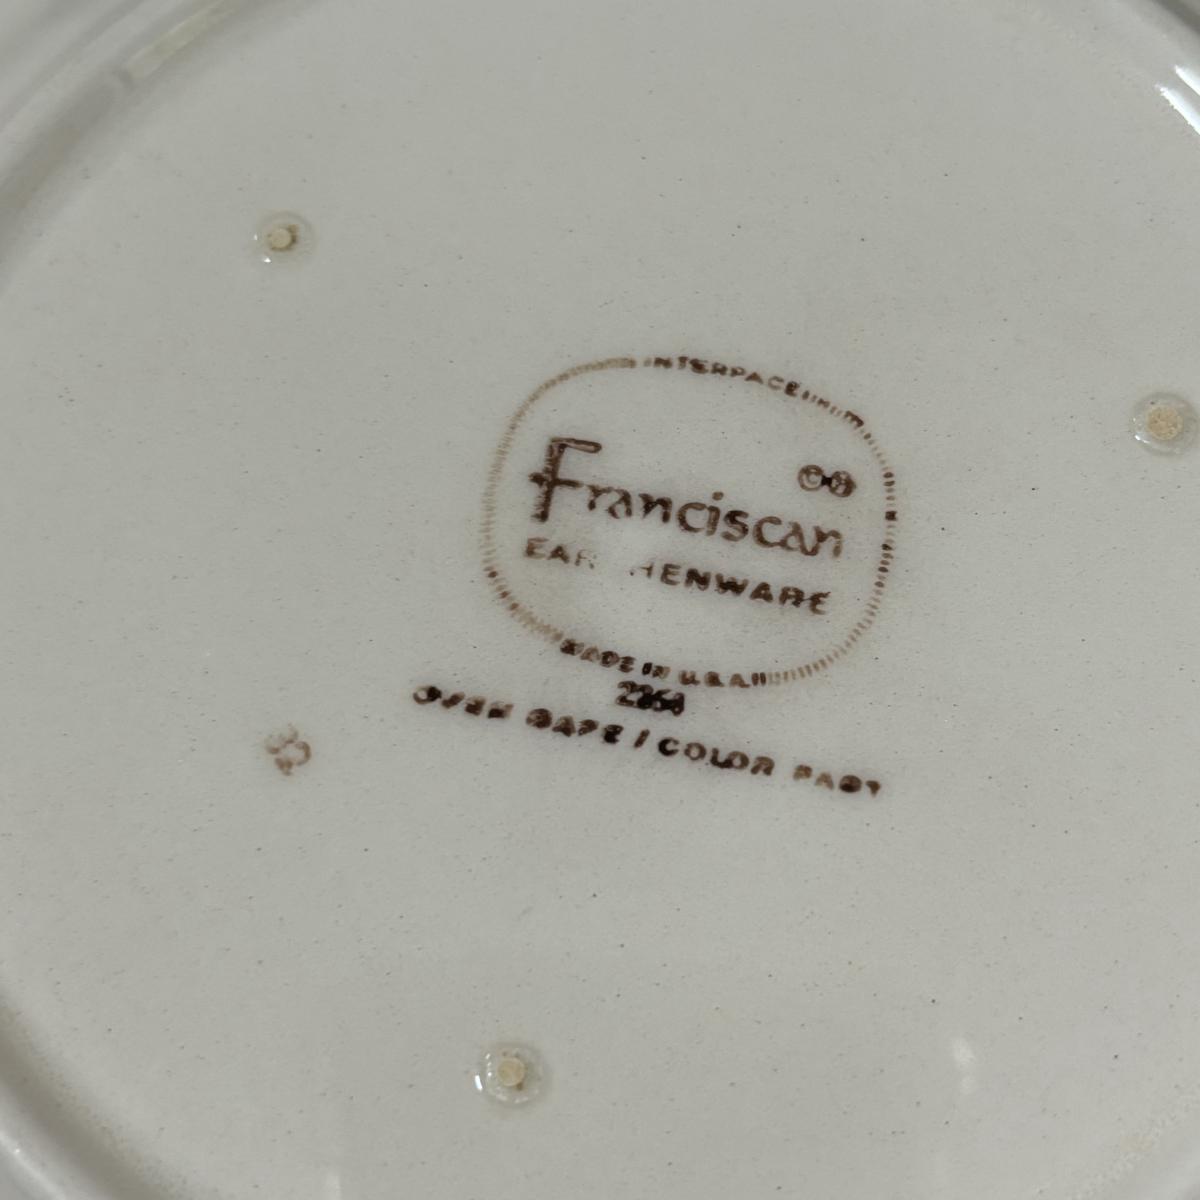 INTERPACE
©®
Franciscan
EAR HENWARE
MADE IN U.S.A.
OVEN SAFE / COLOR FAST